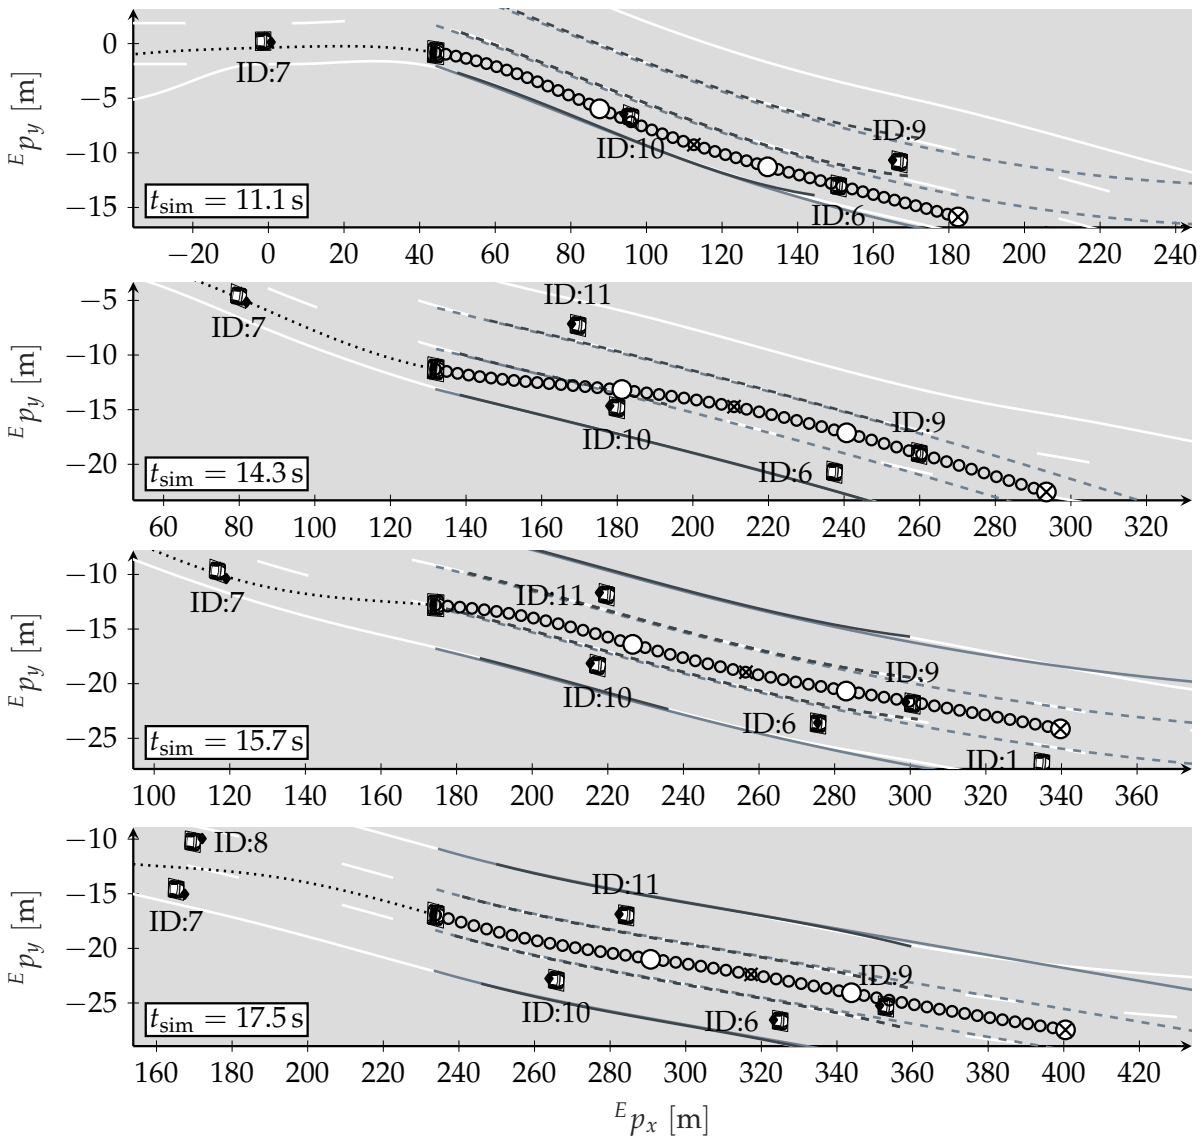 0
−5
−10
−15
E p_y [m]
ID:7
ID:10
ID:9
ID:6
t_sim = 11.1 s
−20 0 20 40 60 80 100 120 140 160 180 200 220 240
−5
−10
−15
−20
E p_y [m]
ID:7
ID:11
ID:10
ID:9
ID:6
t_sim = 14.3 s
60 80 100 120 140 160 180 200 220 240 260 280 300 320
−10
−15
−20
−25
E p_y [m]
ID:7
ID:11
ID:10
ID:9
ID:6
ID:1
t_sim = 15.7 s
100 120 140 160 180 200 220 240 260 280 300 320 340 360
−10
−15
−20
−25
E p_y [m]
ID:8
ID:7
ID:11
ID:10
ID:9
ID:6
t_sim = 17.5 s
160 180 200 220 240 260 280 300 320 340 360 380 400 420
E p_x [m]